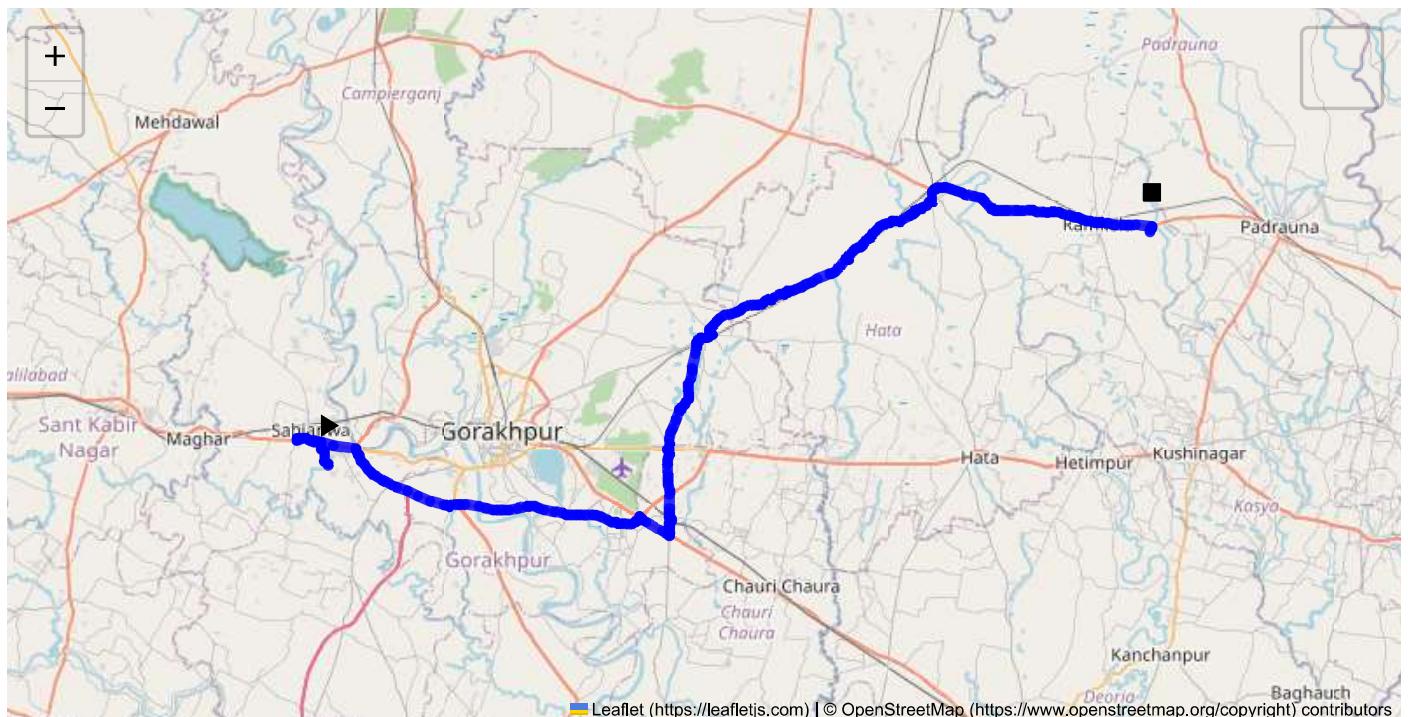 +
−
Padrauna
Campierganj
Mehdawal
Padrauna
Hata
alilabad
Sant Kabir
Nagar
Maghar
Gorakhpur
Hata
Hetimpur
Kushinagar
Kasya
Gorakhpur
Chauri Chaura
Chauri
Chaura
Kanchanpur
Deoria
Baghauch
Leaflet (https://leafletjs.com) | © OpenStreetMap (https://www.openstreetmap.org/copyright) contributors